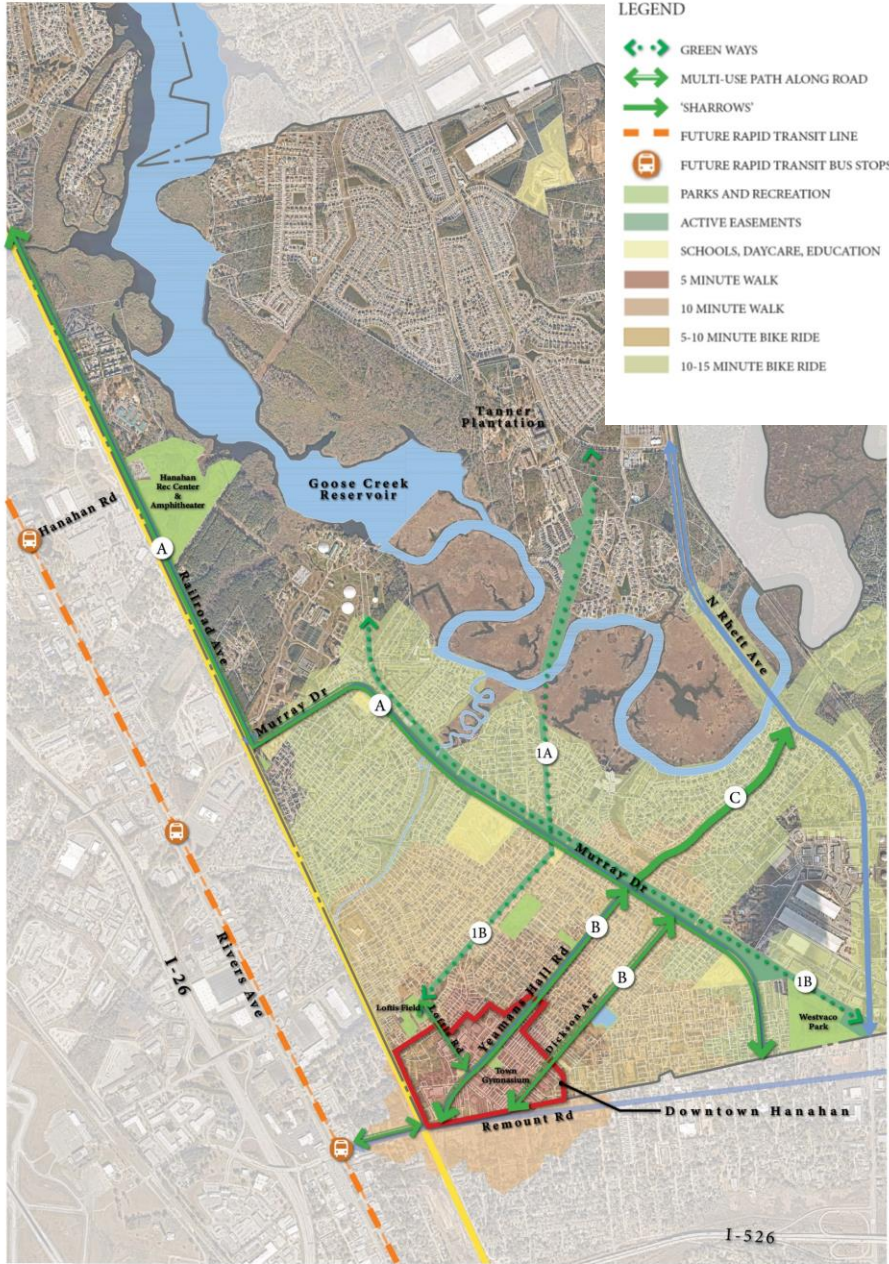 LEGEND
GREEN WAYS
MULTI-USE PATH ALONG ROAD
'SHARROWS'
FUTURE RAPID TRANSIT LINE
FUTURE RAPID TRANSIT BUS STOPS
PARKS AND RECREATION
ACTIVE EASEMENTS
SCHOOLS, DAYCARE, EDUCATION
5 MINUTE WALK
10 MINUTE WALK
5-10 MINUTE BIKE RIDE
10-15 MINUTE BIKE RIDE
Tanner
Plantation
Goose Creek
Reservoir
Hanahan
Rec Center
&
Amphitheater
Hanahan Rd
A
Railroad Ave
N Rhett Ave
Murray Dr
A
1A
C
Murray Dr
1B
B
B
Rivers Ave
I-26
1B
Yeamans Hall Rd
Loftis Field
Loftis Rd
Dickson Ave
Westvaco
Park
Town
Gymnasium
Downtown Hanahan
Remount Rd
I-526